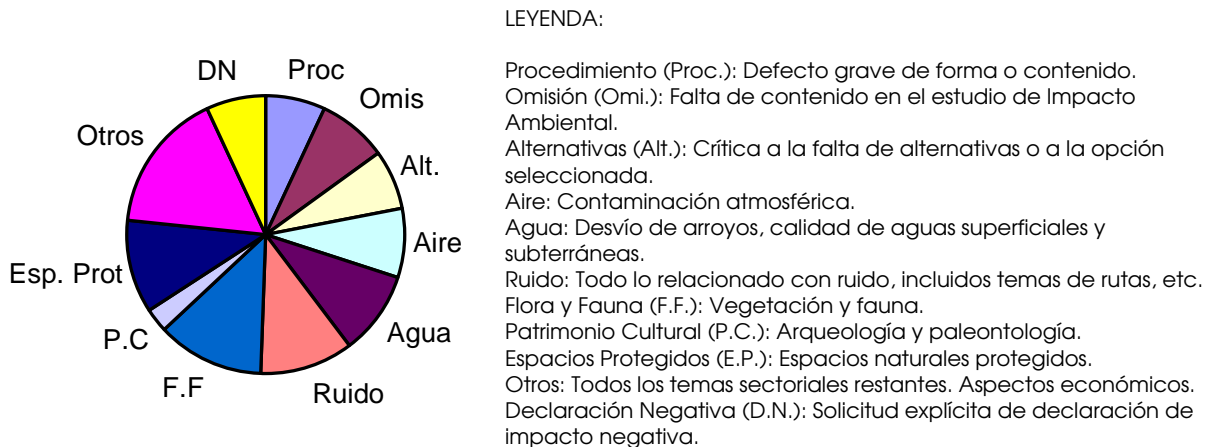 DN
Proc
Omis
Otros
Alt.
Aire
Esp. Prot
Agua
P.C
F.F
Ruido
LEYENDA:
Procedimiento (Proc.): Defecto grave de forma o contenido.
Omisión (Omi.): Falta de contenido en el estudio de Impacto
Ambiental.
Alternativas (Alt.): Crítica a la falta de alternativas o a la opción
seleccionada.
Aire: Contaminación atmosférica.
Agua: Desvío de arroyos, calidad de aguas superficiales y
subterráneas.
Ruido: Todo lo relacionado con ruido, incluidos temas de rutas, etc.
Flora y Fauna (F.F.): Vegetación y fauna.
Patrimonio Cultural (P.C.): Arqueología y paleontología.
Espacios Protegidos (E.P.): Espacios naturales protegidos.
Otros: Todos los temas sectoriales restantes. Aspectos económicos.
Declaración Negativa (D.N.): Solicitud explícita de declaración de
impacto negativa.